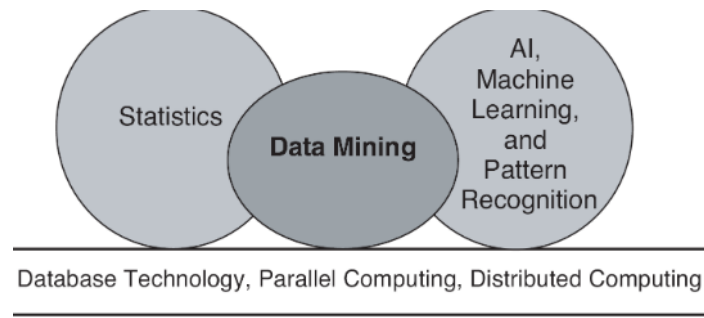 Statistics
Data Mining
AI,
Machine
Learning,
and
Pattern
Recognition
Database Technology, Parallel Computing, Distributed Computing